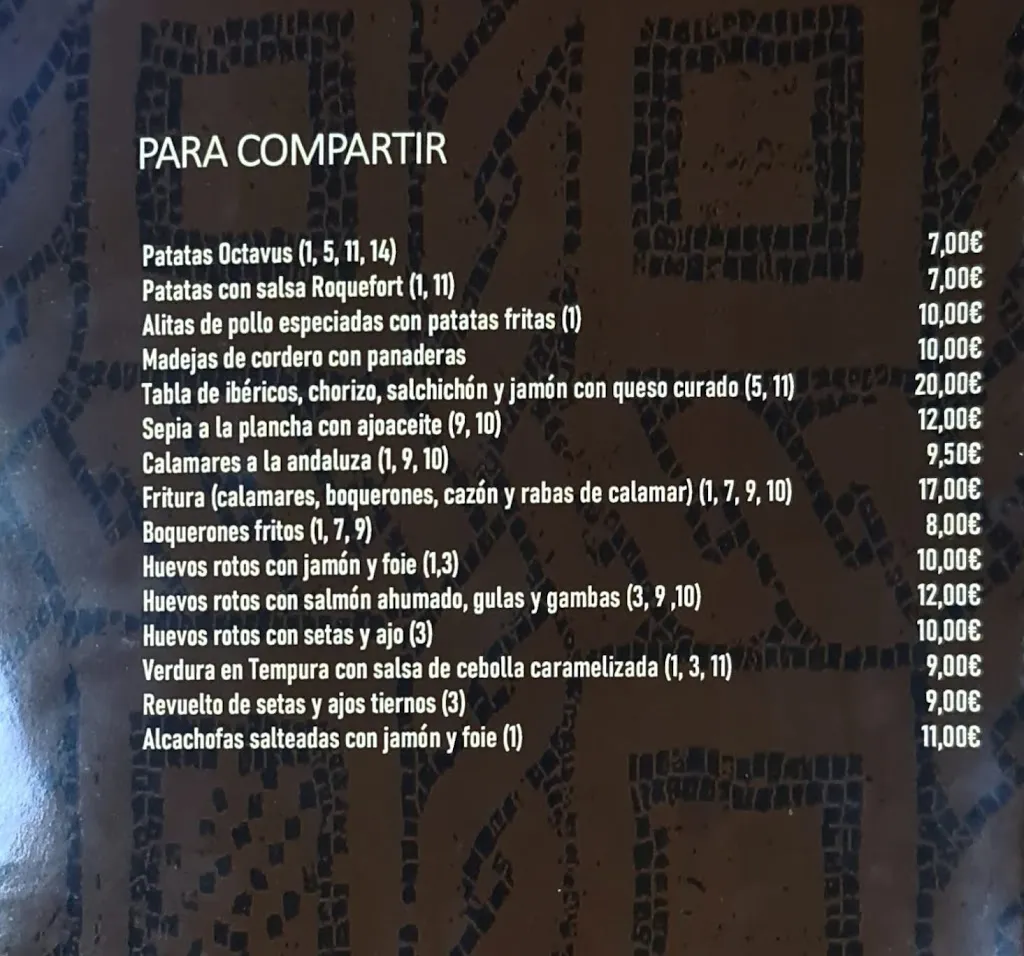 PARA COMPARTIR
Patatas Octavus (1, 5, 11, 14) 7,00€
Patatas con salsa Roquefort (1, 11) 7,00€
Alitas de pollo especiadas con patatas fritas (1) 10,00€
Madejas de cordero con panaderas 10,00€
Tabla de ibéricos, chorizo, salchichón y jamón con queso curado (5, 11) 20,00€
Sepia a la plancha con ajoaceite (9, 10) 12,00€
Calamares a la andaluza (1, 9, 10) 9,50€
Fritura (calamares, boquerones, cazón y rabas de calamar) (1, 7, 9, 10) 17,00€
Boquerones fritos (1, 7, 9) 8,00€
Huevos rotos con jamón y foie (1,3) 10,00€
Huevos rotos con salmón ahumado, gulas y gambas (3, 9 ,10) 12,00€
Huevos rotos con setas y ajo (3) 10,00€
Verdura en Tempura con salsa de cebolla caramelizada (1, 3, 11) 9,00€
Revuelto de setas y ajos tiernos (3) 9,00€
Alcachofas salteadas con jamón y foie (1) 11,00€